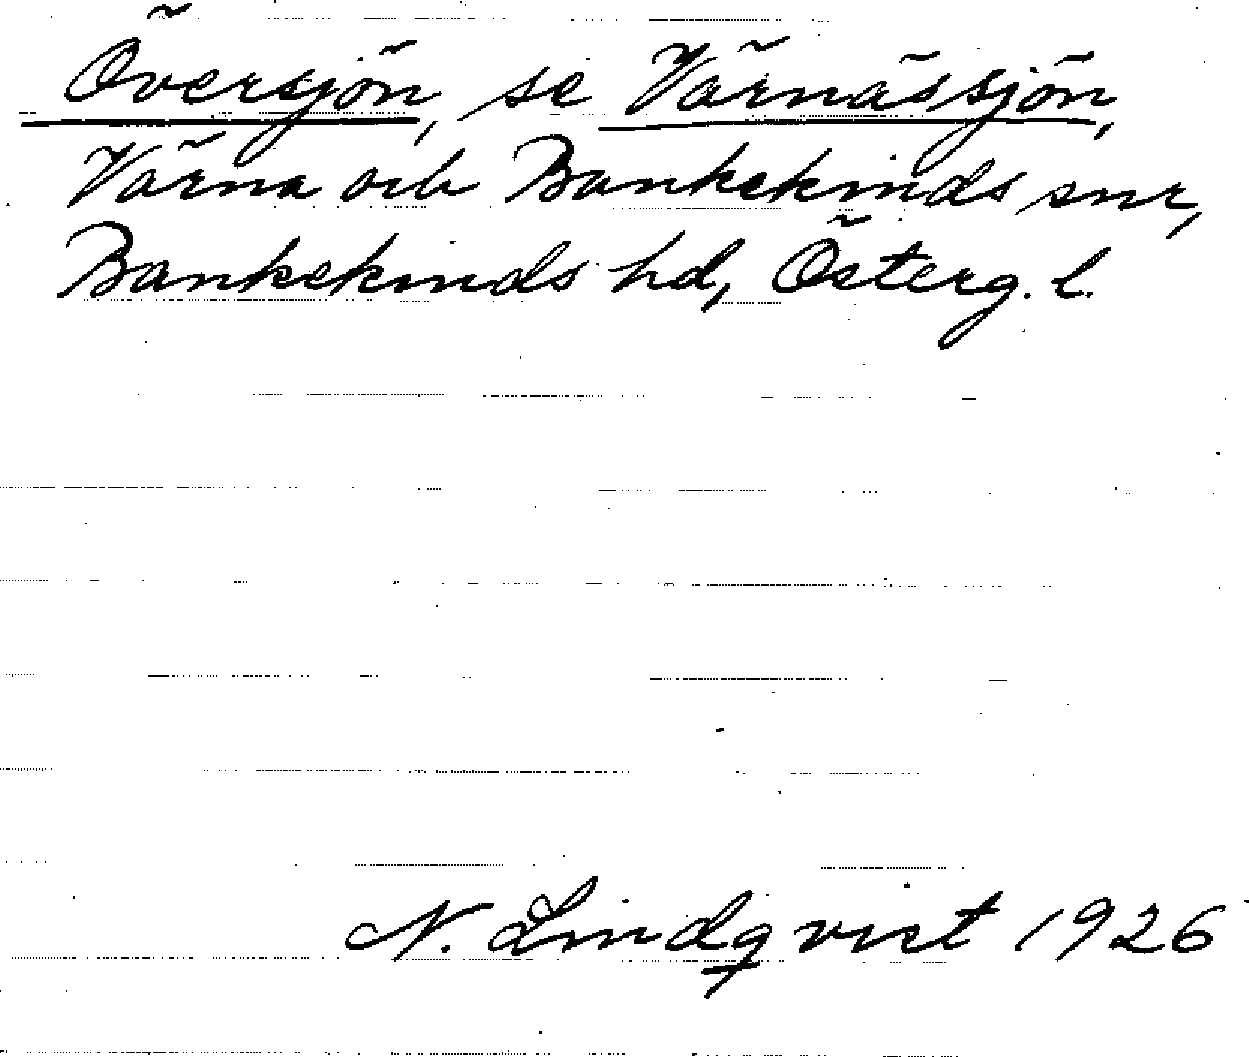 Översjön, se Värnässjön,
Värna och Bankekinds snr,
Bankekinds hd, Österg. l.
N. Lindqvist 1926